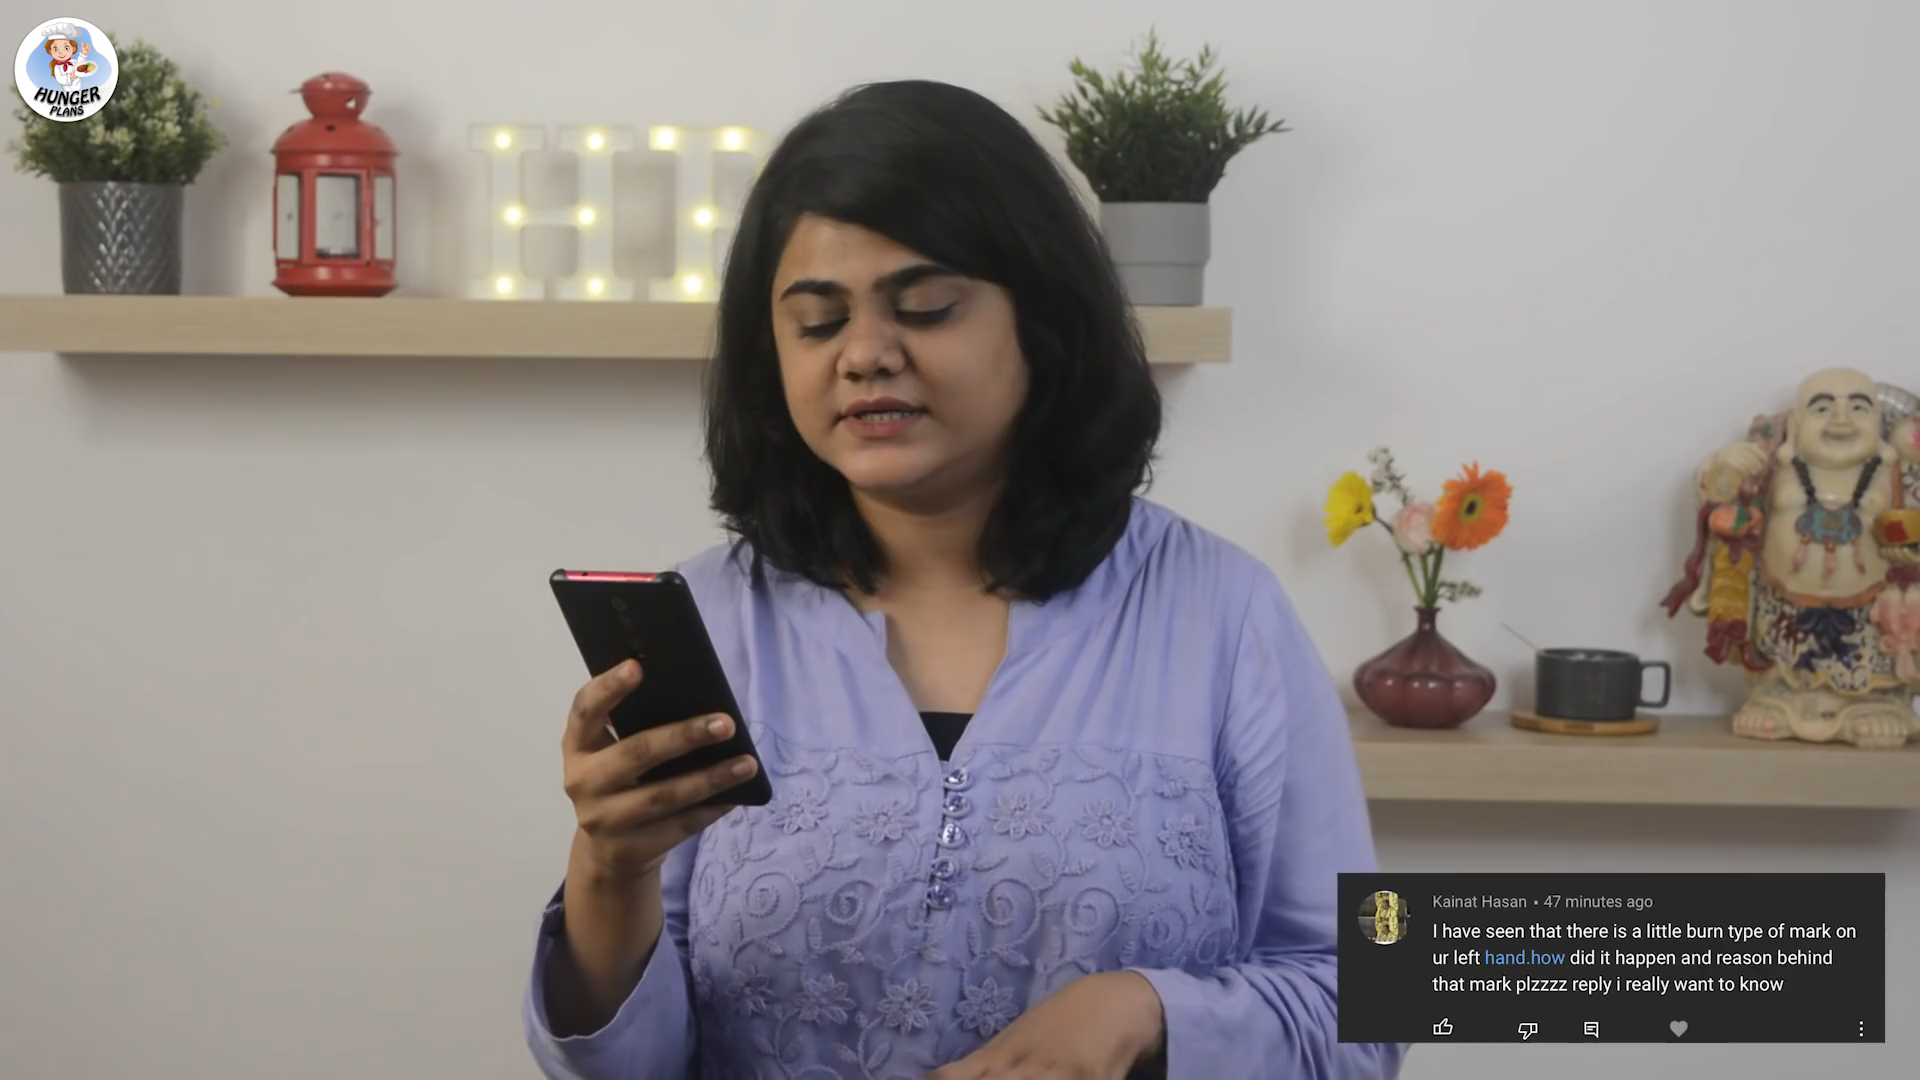 HUNGER
PLANS
HP
Kainat Hasan • 47 minutes ago
I have seen that there is a little burn type of mark on
ur left hand.how did it happen and reason behind
that mark plzzzz reply i really want to know